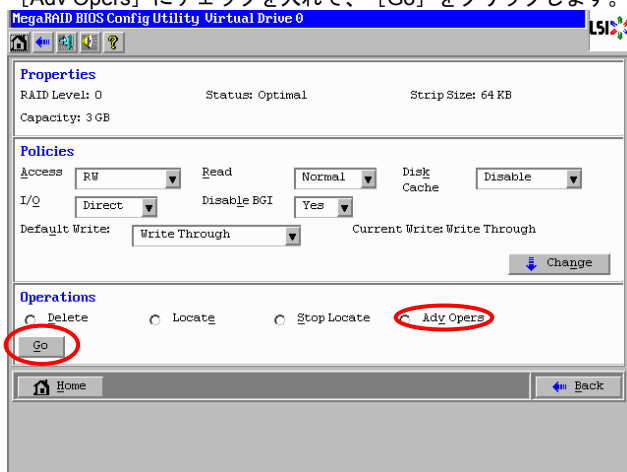 ［Adv Opers］にチェックを入れて、［Go］をクリックします。
MegaRAID BIOS Config Utility Virtual Drive 0
LSI
Properties
RAID Level: 0 Status: Optimal Strip Size: 64 KB
Capacity: 3 GB
Policies
Access RW Read Normal Disk Cache Disable
I/O Direct Disable BGI Yes
Default Write: Write Through Current Write: Write Through
Change
Operations
Delete Locate Stop Locate Adv Opers
Go
Home Back